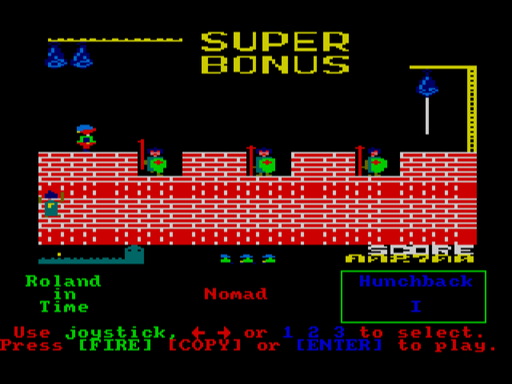 SUPER
BONUS
SCORE
Roland in Time
Nomad
Hunchback I
Use joystick, ← → or 1 2 3 to select.
Press [FIRE] [COPY] or [ENTER] to play.